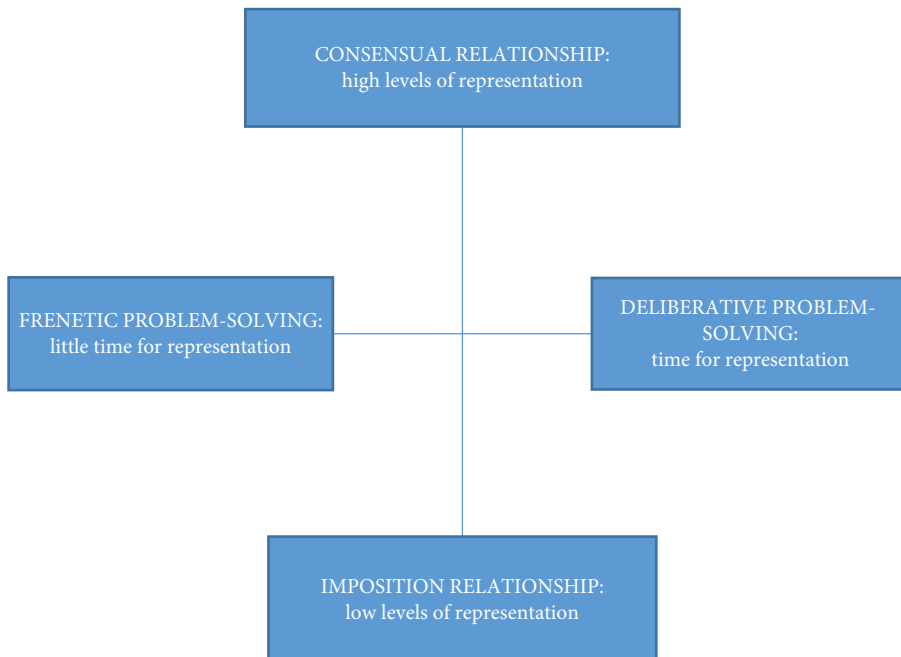 CONSENSUAL RELATIONSHIP:
high levels of representation
FRENETIC PROBLEM-SOLVING:
little time for representation
DELIBERATIVE PROBLEM-
SOLVING:
time for representation
IMPOSITION RELATIONSHIP:
low levels of representation